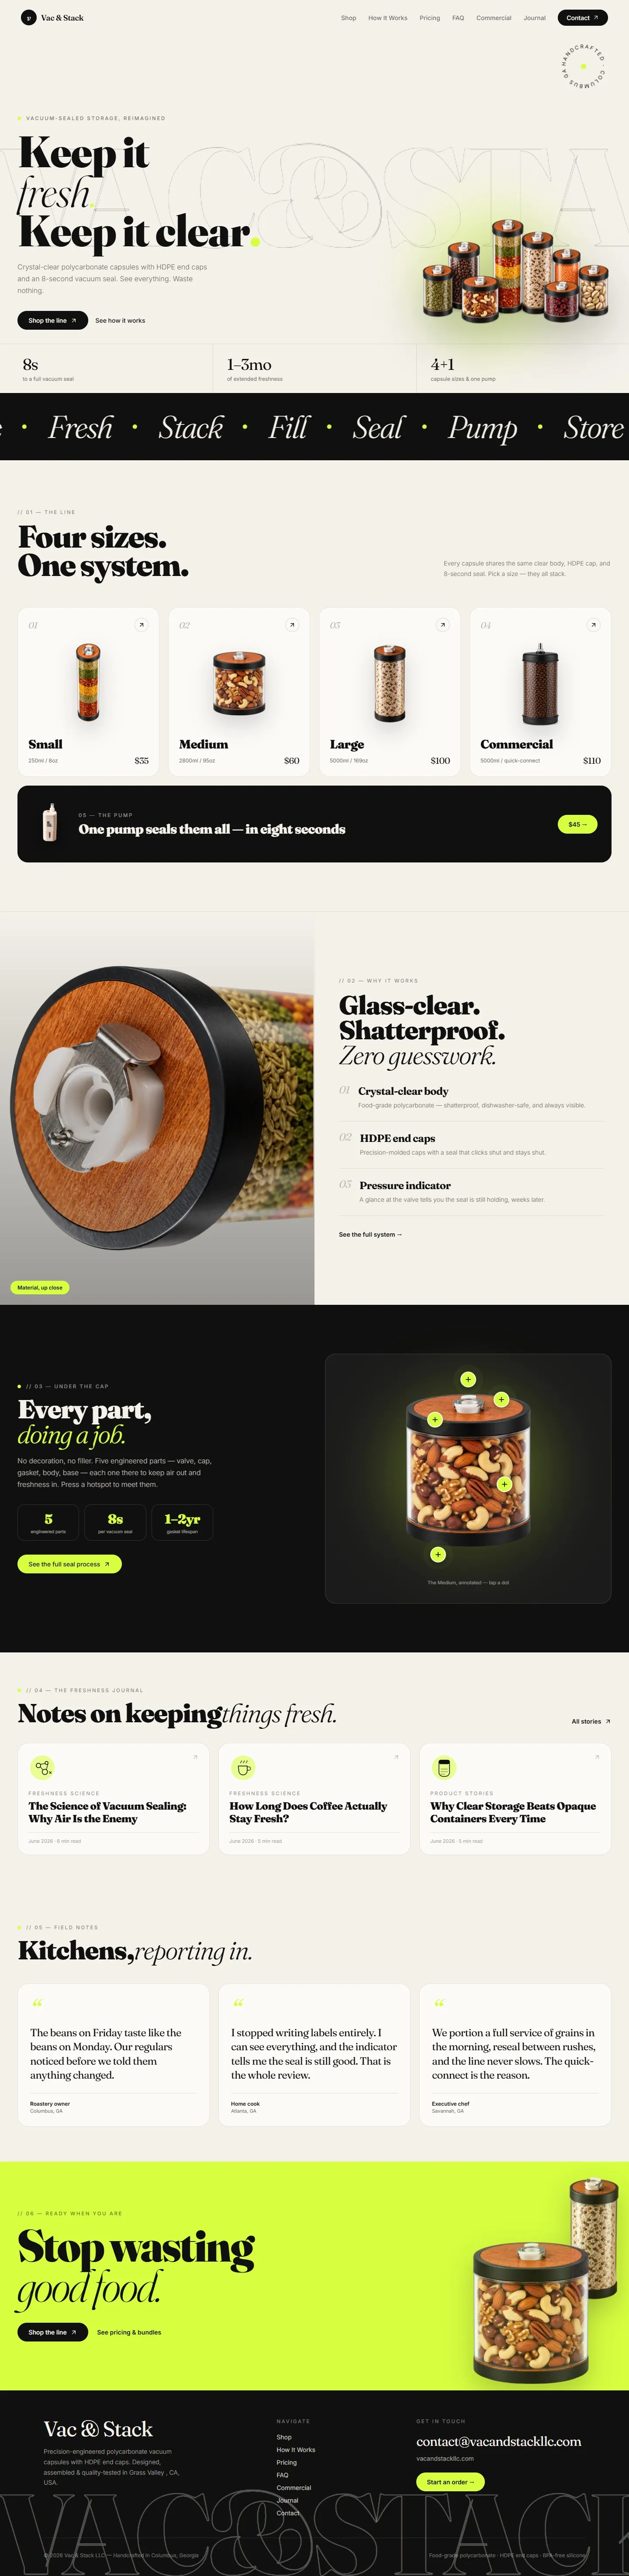 v Vac & Stack
Shop How It Works Pricing FAQ Commercial Journal Contact
HANDCRAFTED · COLUMBUS GA
VACUUM-SEALED STORAGE, REIMAGINED
VAC & STA
Keep it
fresh.
Keep it clear.
Crystal-clear polycarbonate capsules with HDPE end caps
and an 8-second vacuum seal. See everything. Waste
nothing.
Shop the line See how it works
8s
to a full vacuum seal
1–3mo
of extended freshness
4+1
capsule sizes & one pump
e • Fresh • Stack • Fill • Seal • Pump • Store
// 01 — THE LINE
Four sizes.
One system.
Every capsule shares the same clear body, HDPE cap, and
8-second seal. Pick a size — they all stack.
01
Small
250ml / 8oz $35
02
Medium
2800ml / 95oz $60
03
Large
5000ml / 169oz $100
04
Commercial
5000ml / quick-connect $110
05 — THE PUMP
One pump seals them all — in eight seconds
$45 →
Material, up close
// 02 — WHY IT WORKS
Glass-clear.
Shatterproof.
Zero guesswork.
01 Crystal-clear body
Food-grade polycarbonate — shatterproof, dishwasher-safe, and always visible.
02 HDPE end caps
Precision-molded caps with a seal that clicks shut and stays shut.
03 Pressure indicator
A glance at the valve tells you the seal is still holding, weeks later.
See the full system →
// 03 — UNDER THE CAP
Every part,
doing a job.
No decoration, no filler. Five engineered parts — valve, cap,
gasket, body, base — each one there to keep air out and
freshness in. Press a hotspot to meet them.
5
engineered parts
8s
per vacuum seal
1–2yr
gasket lifespan
See the full seal process
+ + + + +
The Medium, annotated — tap a dot
// 04 — THE FRESHNESS JOURNAL
Notes on keeping things fresh.
All stories
FRESHNESS SCIENCE
The Science of Vacuum Sealing:
Why Air Is the Enemy
June 2026 · 6 min read
FRESHNESS SCIENCE
How Long Does Coffee Actually
Stay Fresh?
June 2026 · 5 min read
PRODUCT STORIES
Why Clear Storage Beats Opaque
Containers Every Time
June 2026 · 5 min read
// 05 — FIELD NOTES
Kitchens, reporting in.
“
The beans on Friday taste like the
beans on Monday. Our regulars
noticed before we told them
anything changed.
Roastery owner
Columbus, GA
“
I stopped writing labels entirely. I
can see everything, and the indicator
tells me the seal is still good. That is
the whole review.
Home cook
Atlanta, GA
“
We portion a full service of grains in
the morning, reseal between rushes,
and the line never slows. The quick-
connect is the reason.
Executive chef
Savannah, GA
// 06 — READY WHEN YOU ARE
Stop wasting
good food.
Shop the line See pricing & bundles
Vac & Stack
Precision-engineered polycarbonate vacuum
capsules with HDPE end caps. Designed,
assembled & quality-tested in Grass Valley , CA,
USA.
NAVIGATE
Shop
How It Works
Pricing
FAQ
Commercial
Journal
Contact
GET IN TOUCH
contact@vacandstackllc.com
vacandstackllc.com
Start an order →
VAC & STACK
© 2026 Vac & Stack LLC. — Handcrafted in Columbus, Georgia
Food-grade polycarbonate · HDPE end caps · BPA-free silicone